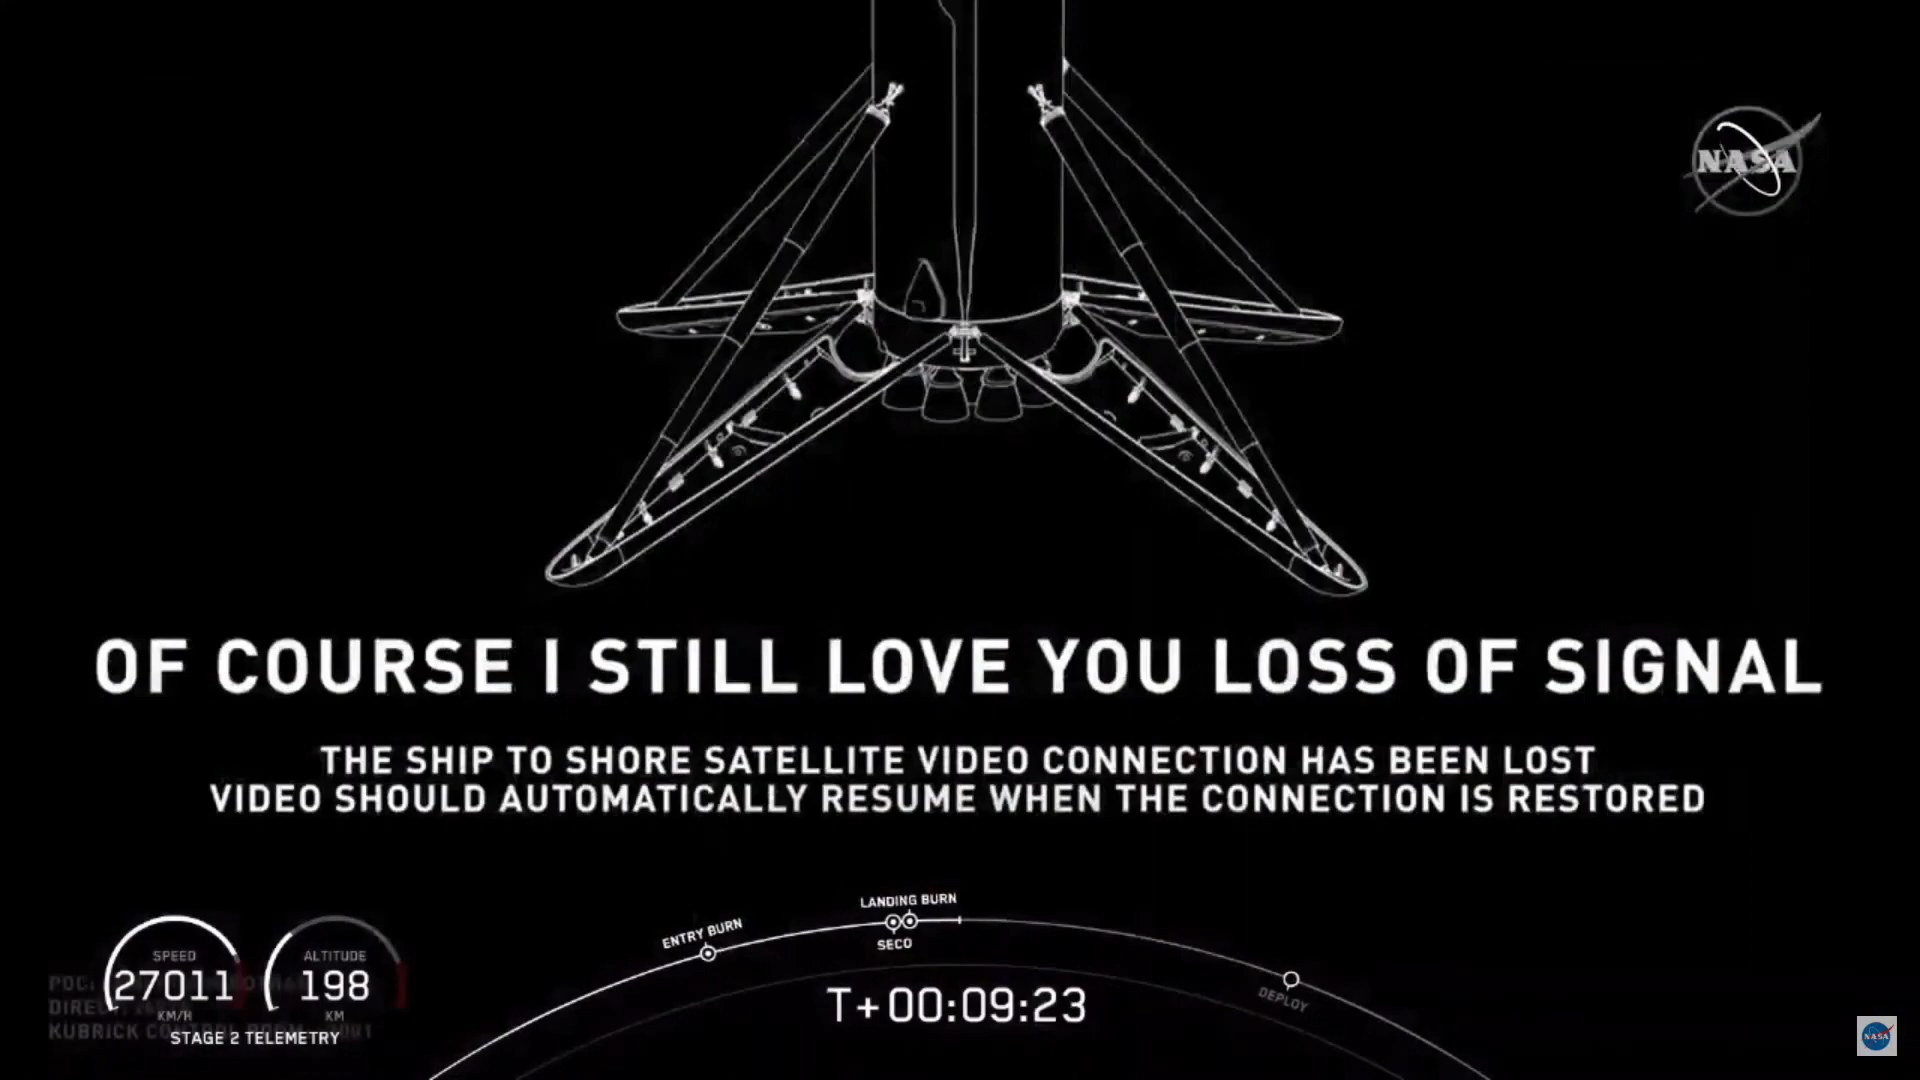 NASA
OF COURSE I STILL LOVE YOU LOSS OF SIGNAL
THE SHIP TO SHORE SATELLITE VIDEO CONNECTION HAS BEEN LOST
VIDEO SHOULD AUTOMATICALLY RESUME WHEN THE CONNECTION IS RESTORED
LANDING BURN
ENTRY BURN
SECO
DEPLOY
SPEED
27011
KM/H
ALTITUDE
198
KM
STAGE 2 TELEMETRY
KUBRICK
T+00:09:23
NASA